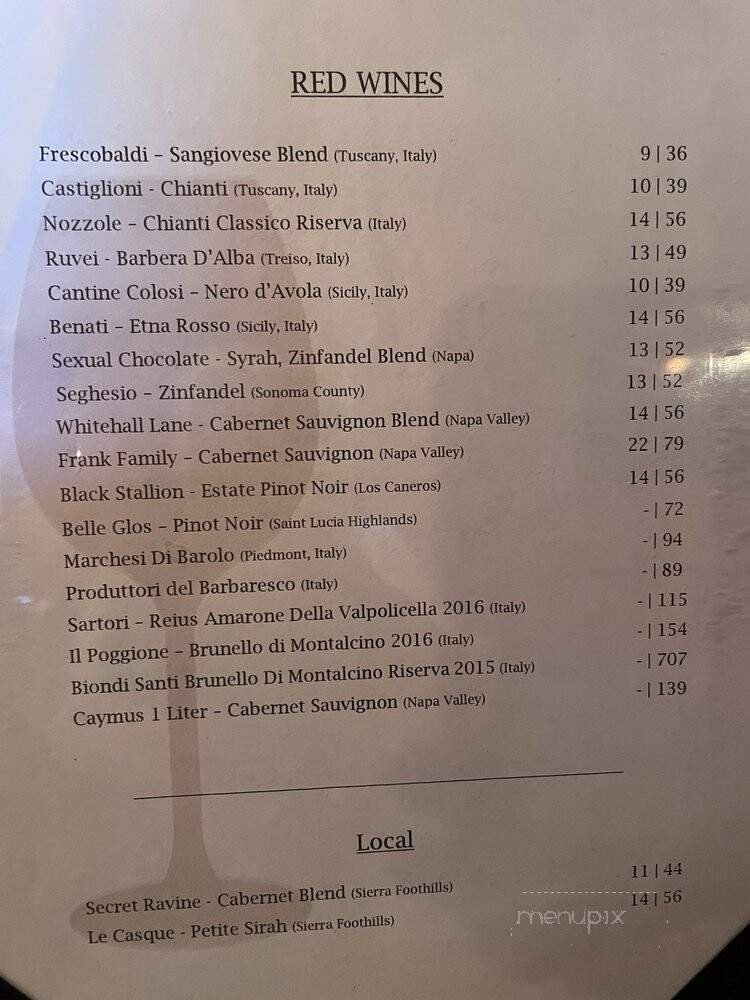 RED WINES
Frescobaldi – Sangiovese Blend (Tuscany, Italy) 9 | 36
Castiglioni - Chianti (Tuscany, Italy) 10 | 39
Nozzole – Chianti Classico Riserva (Italy) 14 | 56
Ruvei - Barbera D'Alba (Treiso, Italy) 13 | 49
Cantine Colosi – Nero d'Avola (Sicily, Italy) 10 | 39
Benati – Etna Rosso (Sicily, Italy) 14 | 56
Sexual Chocolate - Syrah, Zinfandel Blend (Napa) 13 | 52
Seghesio – Zinfandel (Sonoma County) 13 | 52
Whitehall Lane - Cabernet Sauvignon Blend (Napa Valley) 14 | 56
Frank Family – Cabernet Sauvignon (Napa Valley) 22 | 79
Black Stallion - Estate Pinot Noir (Los Caneros) 14 | 56
Belle Glos – Pinot Noir (Saint Lucia Highlands) - | 72
Marchesi Di Barolo (Piedmont, Italy) - | 94
Produttori del Barbaresco (Italy) - | 89
Sartori – Reius Amarone Della Valpolicella 2016 (Italy) - | 115
Il Poggione – Brunello di Montalcino 2016 (Italy) - | 154
Biondi Santi Brunello Di Montalcino Riserva 2015 (Italy) - | 707
Caymus 1 Liter – Cabernet Sauvignon (Napa Valley) - | 139
Local
Secret Ravine - Cabernet Blend (Sierra Foothills) 11 | 44
Le Casque - Petite Sirah (Sierra Foothills) 14 | 56
menupix